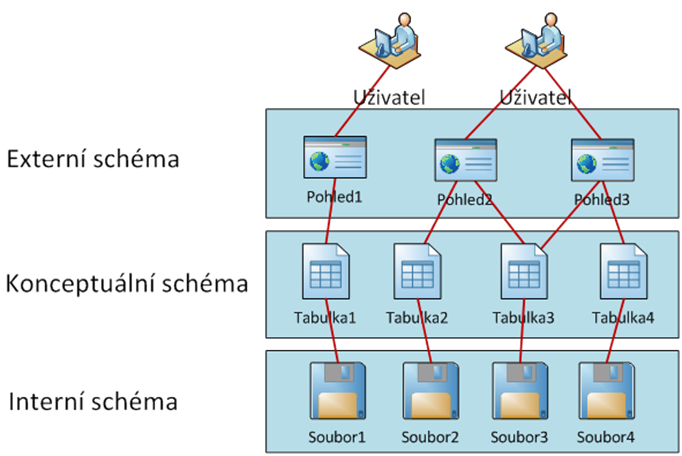 Uživatel
Uživatel
Externí schéma
Pohled1
Pohled2
Pohled3
Konceptuální schéma
Tabulka1
Tabulka2
Tabulka3
Tabulka4
Interní schéma
Soubor1
Soubor2
Soubor3
Soubor4